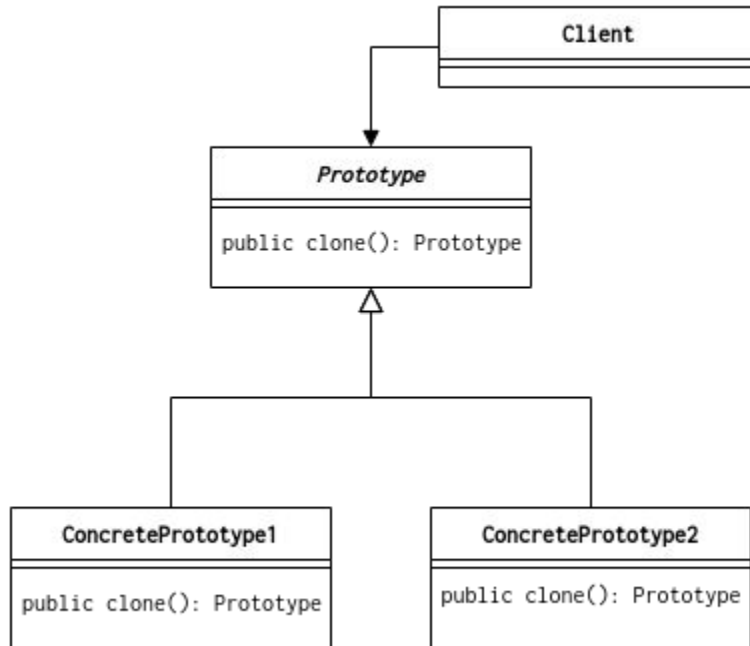 Client
Prototype
public clone(): Prototype
ConcretePrototype1
ConcretePrototype2
public clone(): Prototype
public clone(): Prototype